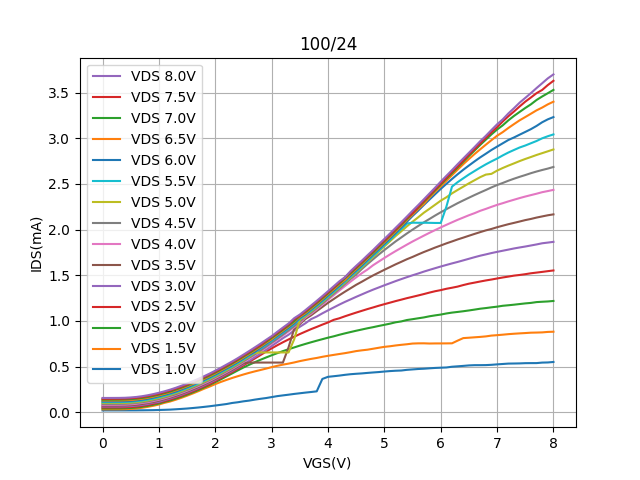 100/24
VDS 8.0V
VDS 7.5V
VDS 7.0V
VDS 6.5V
VDS 6.0V
VDS 5.5V
VDS 5.0V
VDS 4.5V
VDS 4.0V
VDS 3.5V
VDS 3.0V
VDS 2.5V
VDS 2.0V
VDS 1.5V
VDS 1.0V
IDS(mA)
3.5
3.0
2.5
2.0
1.5
1.0
0.5
0.0
0 1 2 3 4 5 6 7 8
VGS(V)